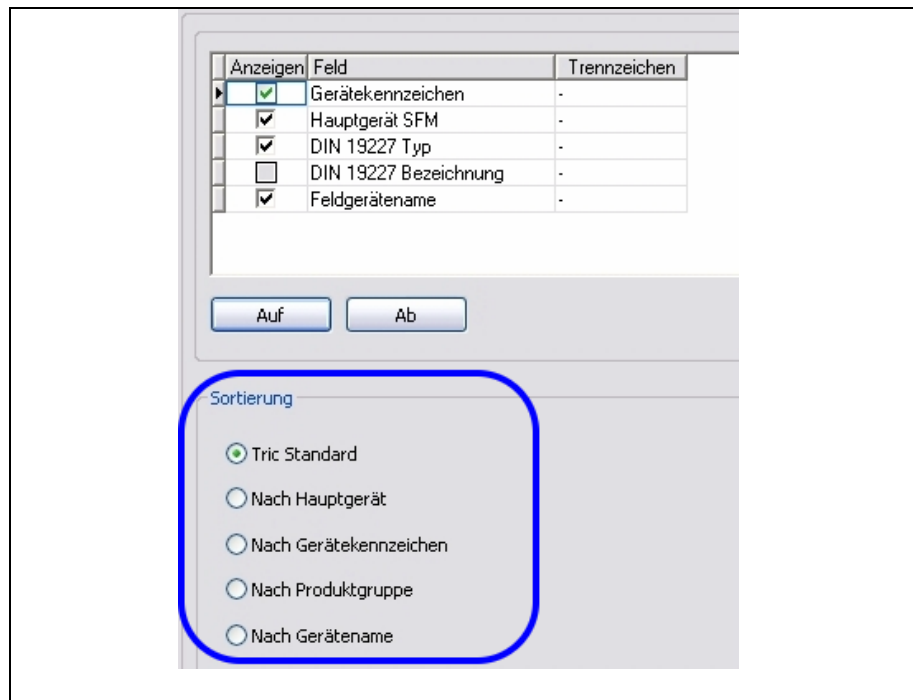 Anzeigen Feld Trennzeichen
Gerätekennzeichen -
Hauptgerät SFM -
DIN 19227 Typ -
DIN 19227 Bezeichnung -
Feldgerätename -
Auf Ab
Sortierung
Tric Standard
Nach Hauptgerät
Nach Gerätekennzeichen
Nach Produktgruppe
Nach Gerätename